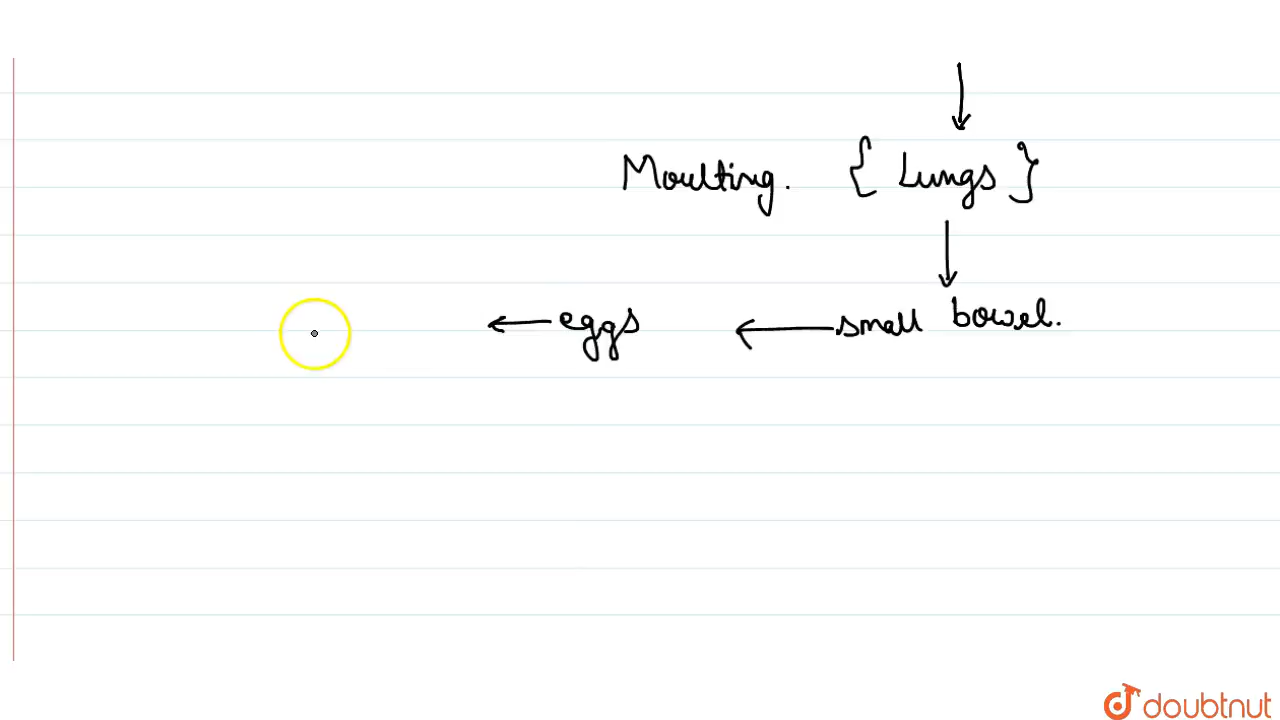 Moulting. { Lungs }
← eggs ← small bowel.
doubtnut